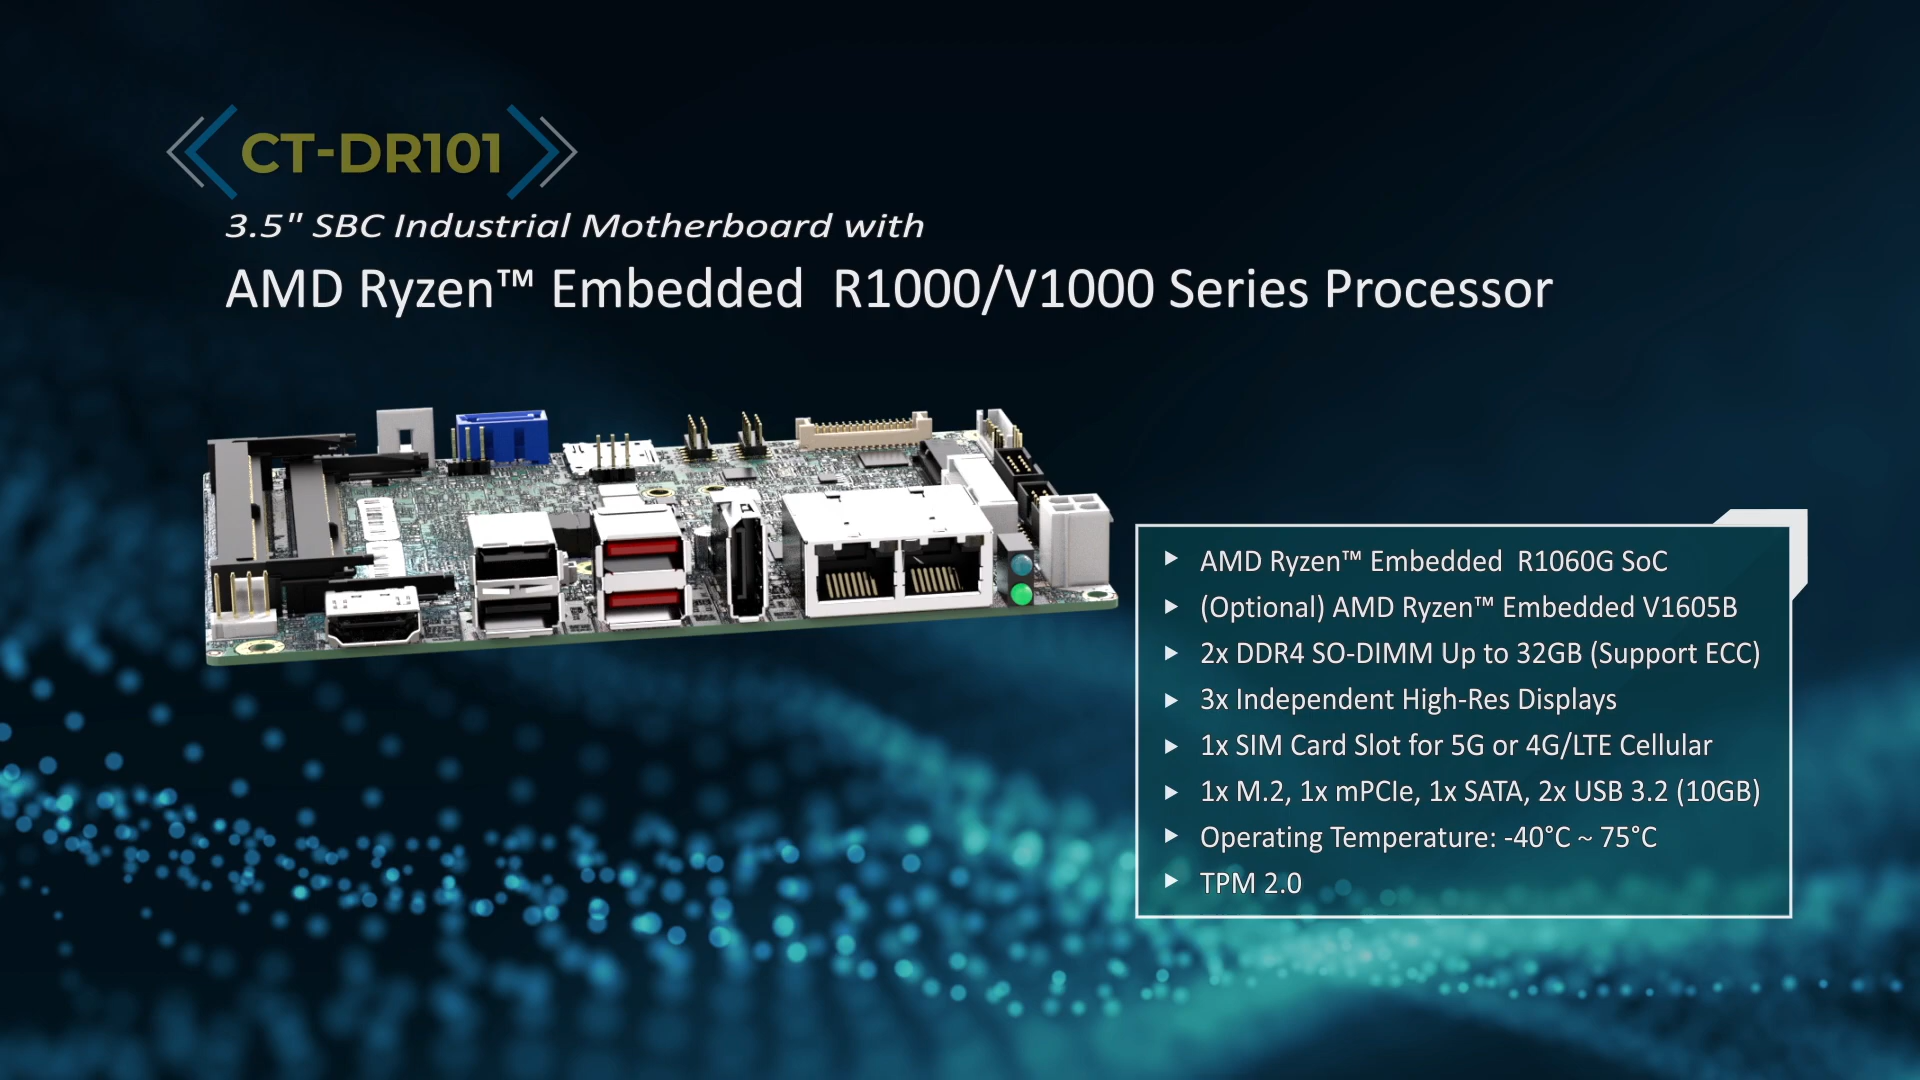 CT-DR101
3.5" SBC Industrial Motherboard with
AMD Ryzen™ Embedded R1000/V1000 Series Processor
AMD Ryzen™ Embedded R1060G SoC
(Optional) AMD Ryzen™ Embedded V1605B
2x DDR4 SO-DIMM Up to 32GB (Support ECC)
3x Independent High-Res Displays
1x SIM Card Slot for 5G or 4G/LTE Cellular
1x M.2, 1x mPCIe, 1x SATA, 2x USB 3.2 (10GB)
Operating Temperature: -40°C ~ 75°C
TPM 2.0